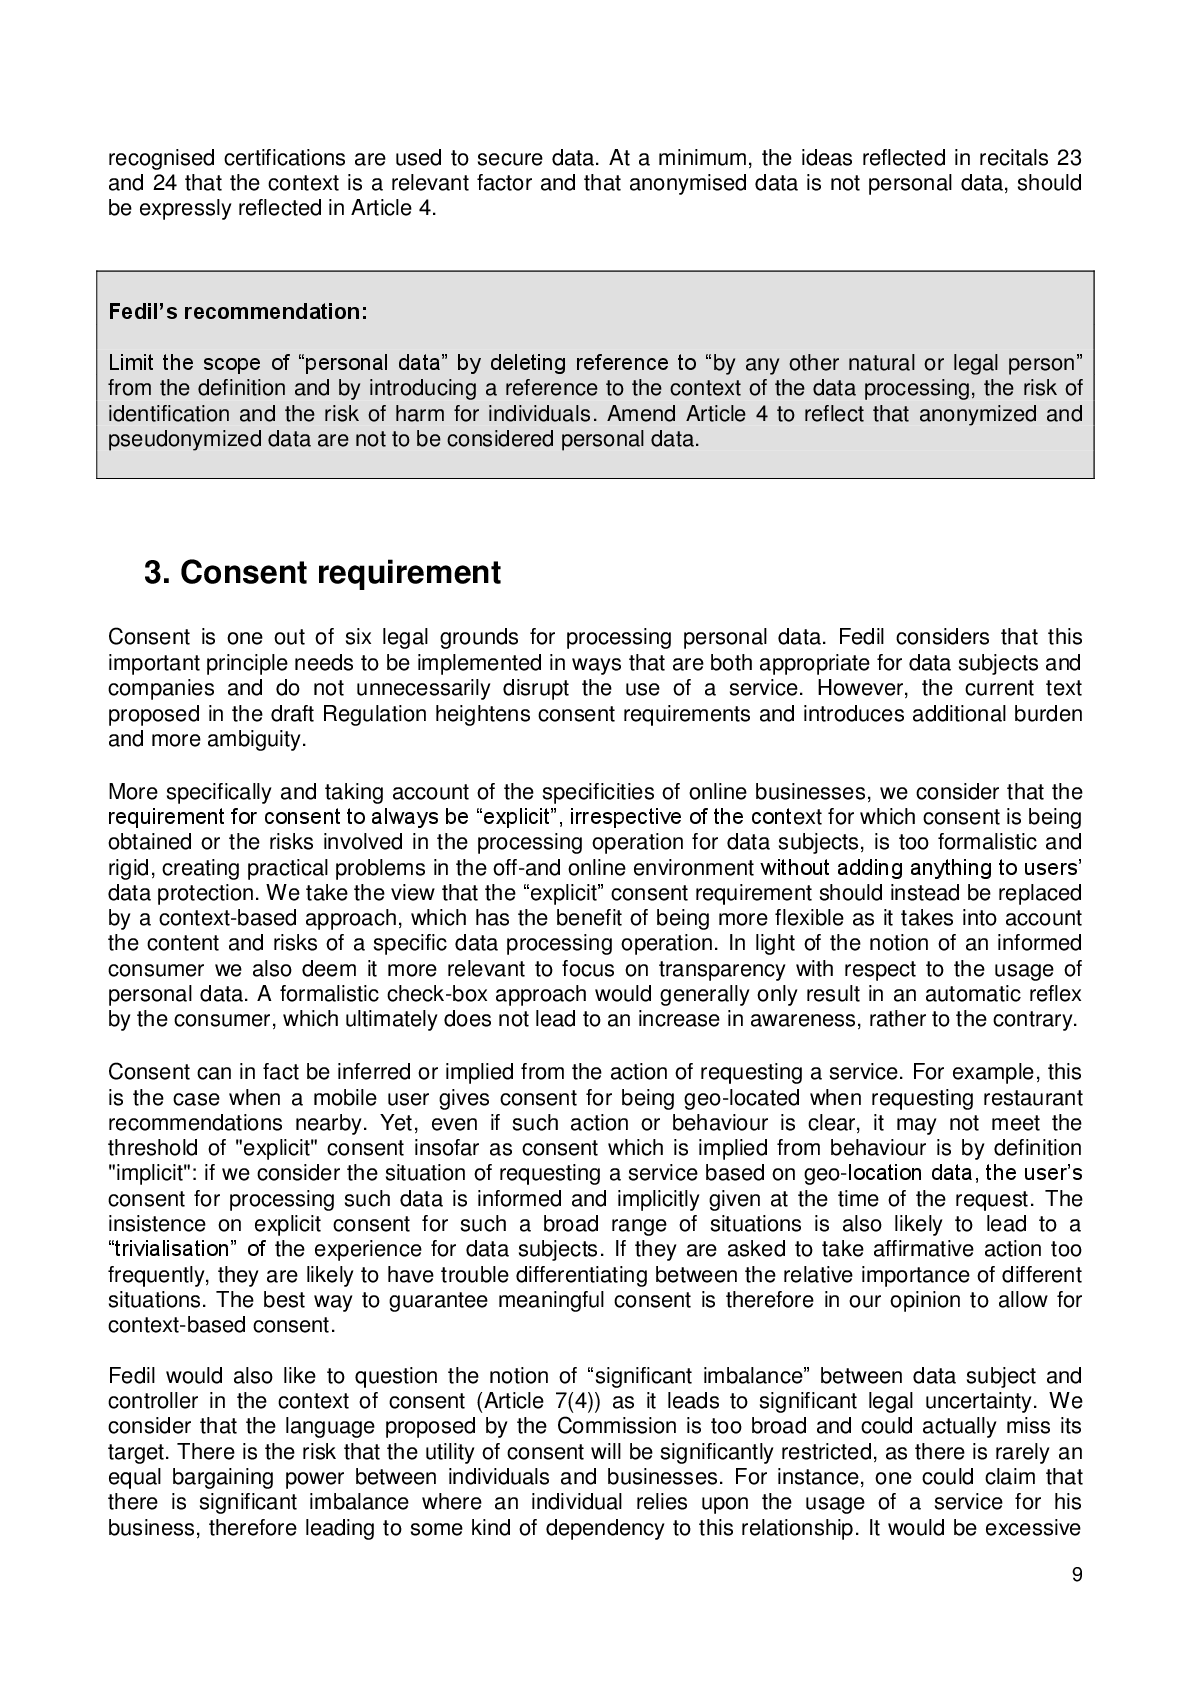 recognised certifications are used to secure data. At a minimum, the ideas reflected in recitals 23
and 24 that the context is a relevant factor and that anonymised data is not personal data, should
be expressly reflected in Article 4.
Fedil’s recommendation:
Limit the scope of “personal data” by deleting reference to “by any other natural or legal person”
from the definition and by introducing a reference to the context of the data processing, the risk of
identification and the risk of harm for individuals. Amend Article 4 to reflect that anonymized and
pseudonymized data are not to be considered personal data.
3. Consent requirement
Consent is one out of six legal grounds for processing personal data. Fedil considers that this
important principle needs to be implemented in ways that are both appropriate for data subjects and
companies and do not unnecessarily disrupt the use of a service. However, the current text
proposed in the draft Regulation heightens consent requirements and introduces additional burden
and more ambiguity.
More specifically and taking account of the specificities of online businesses, we consider that the
requirement for consent to always be “explicit”, irrespective of the context for which consent is being
obtained or the risks involved in the processing operation for data subjects, is too formalistic and
rigid, creating practical problems in the off-and online environment without adding anything to users’
data protection. We take the view that the “explicit” consent requirement should instead be replaced
by a context-based approach, which has the benefit of being more flexible as it takes into account
the content and risks of a specific data processing operation. In light of the notion of an informed
consumer we also deem it more relevant to focus on transparency with respect to the usage of
personal data. A formalistic check-box approach would generally only result in an automatic reflex
by the consumer, which ultimately does not lead to an increase in awareness, rather to the contrary.
Consent can in fact be inferred or implied from the action of requesting a service. For example, this
is the case when a mobile user gives consent for being geo-located when requesting restaurant
recommendations nearby. Yet, even if such action or behaviour is clear, it may not meet the
threshold of "explicit" consent insofar as consent which is implied from behaviour is by definition
"implicit": if we consider the situation of requesting a service based on geo-location data, the user’s
consent for processing such data is informed and implicitly given at the time of the request. The
insistence on explicit consent for such a broad range of situations is also likely to lead to a
“trivialisation” of the experience for data subjects. If they are asked to take affirmative action too
frequently, they are likely to have trouble differentiating between the relative importance of different
situations. The best way to guarantee meaningful consent is therefore in our opinion to allow for
context-based consent.
Fedil would also like to question the notion of “significant imbalance” between data subject and
controller in the context of consent (Article 7(4)) as it leads to significant legal uncertainty. We
consider that the language proposed by the Commission is too broad and could actually miss its
target. There is the risk that the utility of consent will be significantly restricted, as there is rarely an
equal bargaining power between individuals and businesses. For instance, one could claim that
there is significant imbalance where an individual relies upon the usage of a service for his
business, therefore leading to some kind of dependency to this relationship. It would be excessive
9